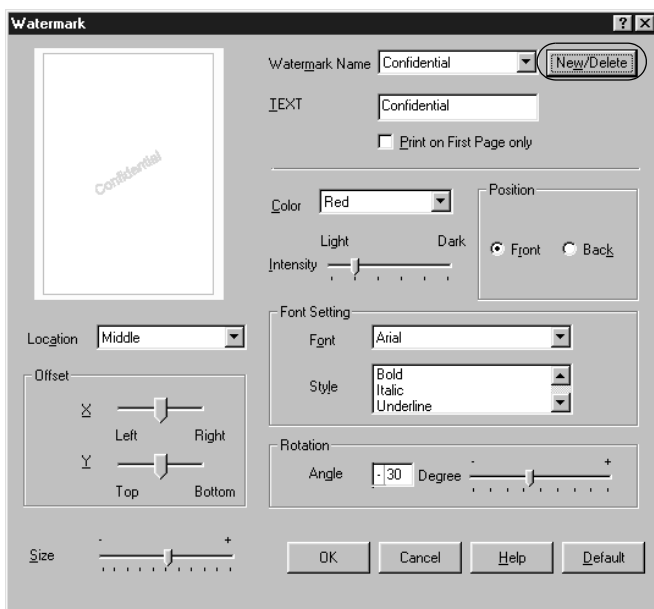 Watermark
Confidential
Watermark Name Confidential New/Delete
TEXT Confidential
Print on First Page only
Color Red
Position
Front Back
Light Dark
Intensity
Location Middle
Font Setting
Font Arial
Style Bold
Italic
Underline
Offset
X
Left Right
Y
Top Bottom
Rotation
Angle - 30 Degree - +
Size - +
OK Cancel Help Default